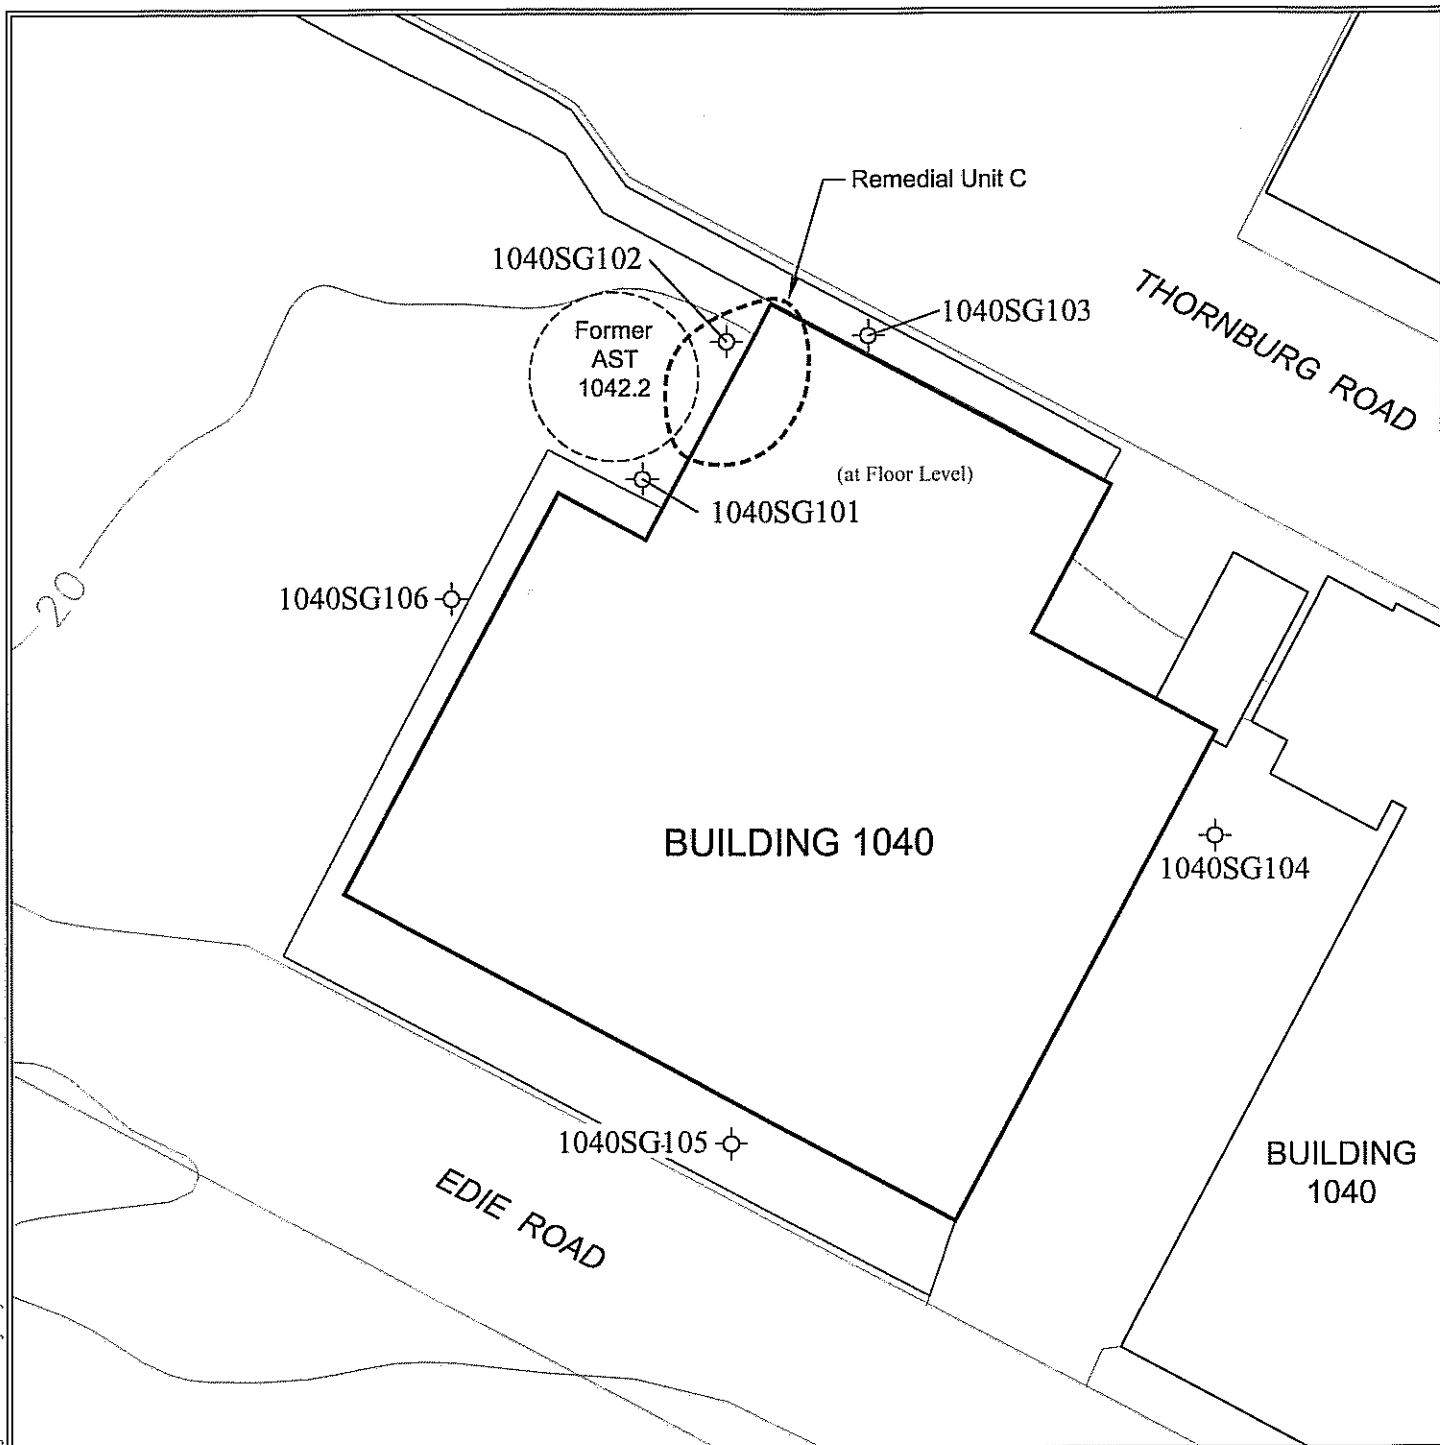 Remedial Unit C
1040SG102
1040SG103
Former
AST
1042.2
THORNBURG ROAD
(at Floor Level)
1040SG101
1040SG106
20
BUILDING 1040
1040SG104
1040SG105
EDIE ROAD
BUILDING
1040